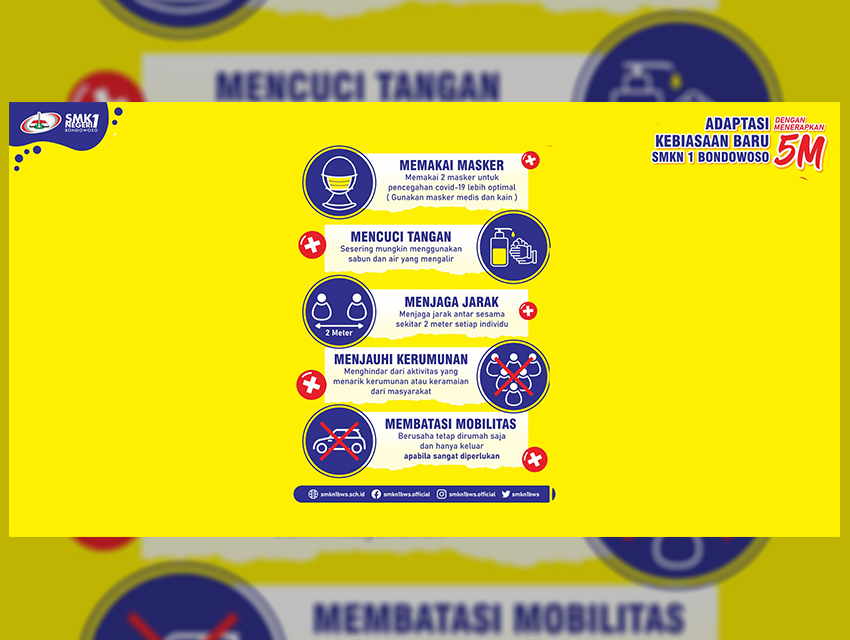 MENCUCI TANGAN
SMK
NEGERI 1
BONDOWOSO
ADAPTASI
KEBIASAAN BARU
SMKN 1 BONDOWOSO
DENGAN
MENERAPKAN
5M
MEMAKAI MASKER
Memakai 2 masker untuk
pencegahan covid-19 lebih optimal
( Gunakan masker medis dan kain )
MENCUCI TANGAN
Sesering mungkin menggunakan
sabun dan air yang mengalir
MENJAGA JARAK
Menjaga jarak antar sesama
sekitar 2 meter setiap individu
2 Meter
MENJAUHI KERUMUNAN
Menghindar dari aktivitas yang
menarik kerumunan atau keramaian
dari masyarakat
MEMBATASI MOBILITAS
Berusaha tetap dirumah saja
dan hanya keluar
apabila sangat diperlukan
smkn1bws.sch.id smkn1bws.official smkn1bws.official smkn1bws
MEMBATASI MOBILITAS